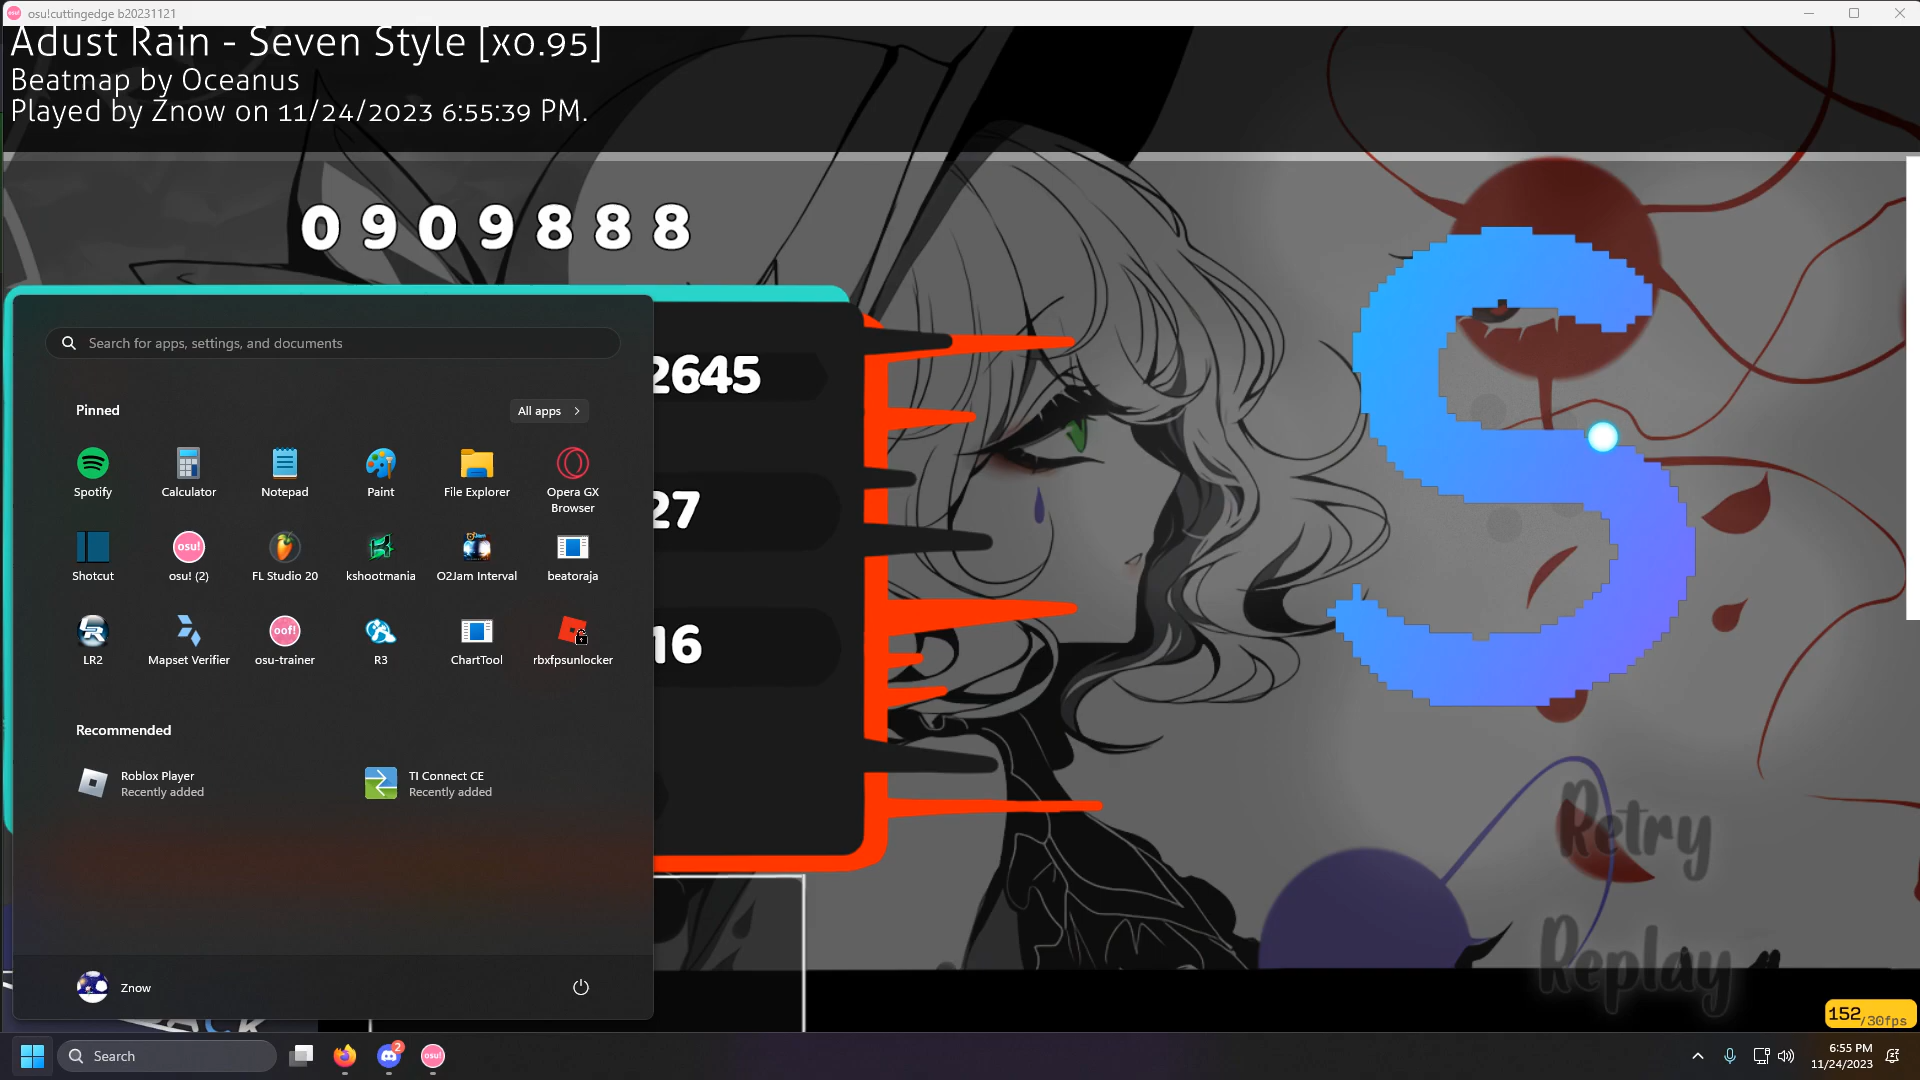 osu!cuttingedge b20231121
Adust Rain - Seven Style [x0.95]
Beatmap by Oceanus
Played by Znow on 11/24/2023 6:55:39 PM.
0909888
S
Search for apps, settings, and documents
2645
Pinned
All apps
Spotify
Calculator
Notepad
Paint
File Explorer
Opera GX Browser
27
osu!
Shotcut
osu! (2)
FL Studio 20
kshootmania
O2Jam Interval
beatoraja
oof!
16
LR2
Mapset Verifier
osu-trainer
R3
ChartTool
rbxfpsunlocker
Recommended
Roblox Player
Recently added
TI Connect CE
Recently added
Retry
Replay
Znow
152/30fps
Search
2
osu!
6:55 PM
11/24/2023